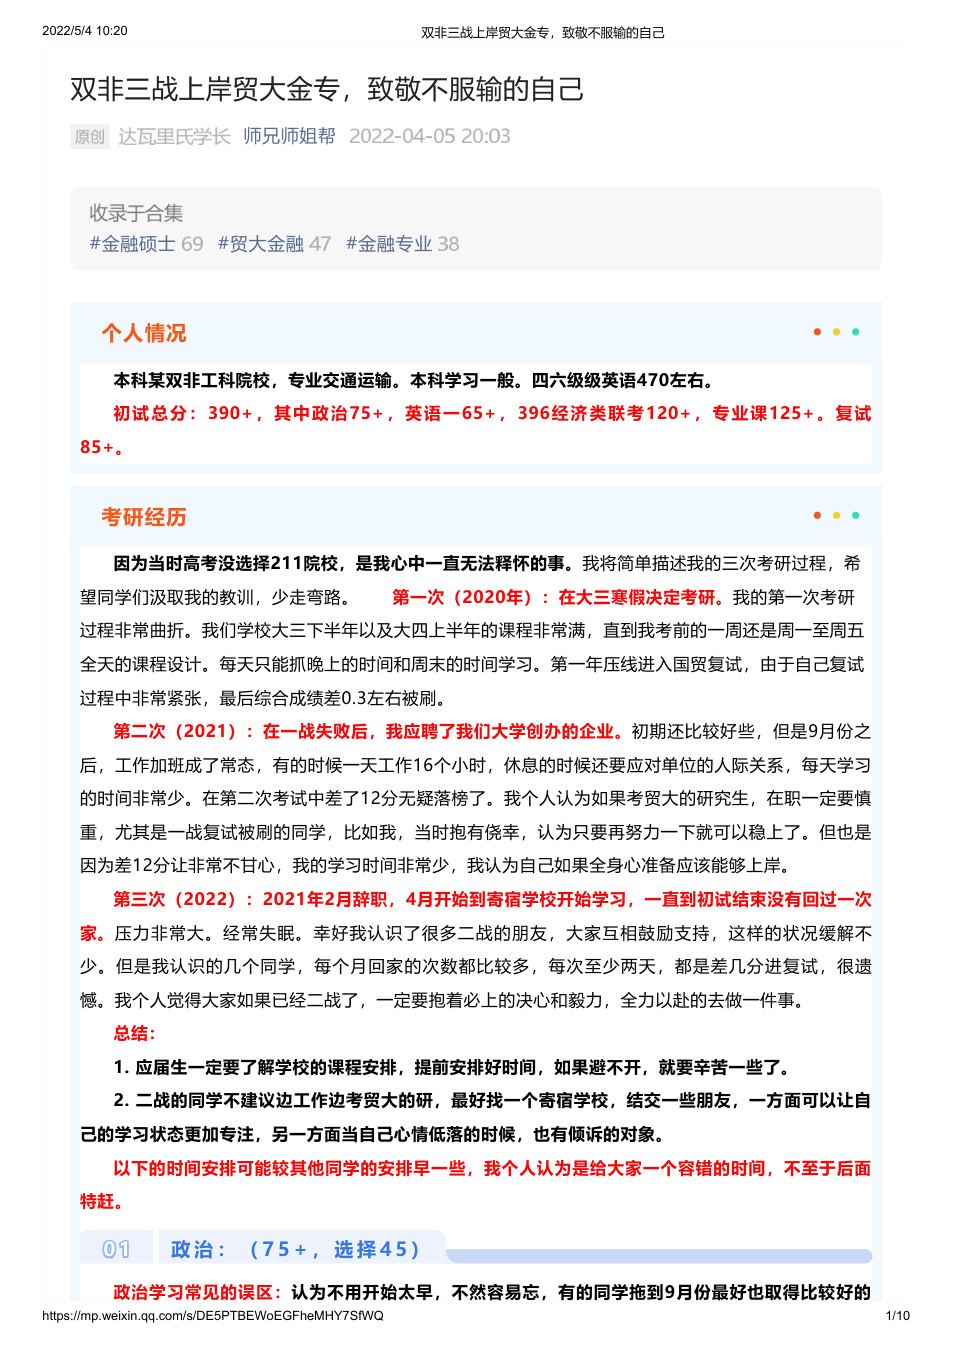 2022/5/4 10:20
双非三战上岸贸大金专，致敬不服输的自己
双非三战上岸贸大金专，致敬不服输的自己
原创 达瓦里氏学长 师兄师姐帮 2022-04-05 20:03
收录于合集
#金融硕士 69 #贸大金融 47 #金融专业 38
个人情况
本科某双非工科院校，专业交通运输。本科学习一般。四六级级英语470左右。
初试总分：390+，其中政治75+，英语一65+，396经济类联考120+，专业课125+。复试
85+。
考研经历
因为当时高考没选择211院校，是我心中一直无法释怀的事。我将简单描述我的三次考研过程，希
望同学们汲取我的教训，少走弯路。 第一次（2020年）：在大三寒假决定考研。我的第一次考研
过程非常曲折。我们学校大三下半年以及大四上半年的课程非常满，直到我考前的一周还是周一至周五
全天的课程设计。每天只能抓晚上的时间和周末的时间学习。第一年压线进入国贸复试，由于自己复试
过程中非常紧张，最后综合成绩差0.3左右被刷。
第二次（2021）：在一战失败后，我应聘了我们大学创办的企业。初期还比较好些，但是9月份之
后，工作加班成了常态，有的时候一天工作16个小时，休息的时候还要应对单位的人际关系，每天学习
的时间非常少。在第二次考试中差了12分无疑落榜了。我个人认为如果考贸大的研究生，在职一定要慎
重，尤其是一战复试被刷的同学，比如我，当时抱有侥幸，认为只要再努力一下就可以稳上了。但也是
因为差12分让非常不甘心，我的学习时间非常少，我认为自己如果全身心准备应该能够上岸。
第三次（2022）：2021年2月辞职，4月开始到寄宿学校开始学习，一直到初试结束没有回过一次
家。压力非常大。经常失眠。幸好我认识了很多二战的朋友，大家互相鼓励支持，这样的状况缓解不
少。但是我认识的几个同学，每个月回家的次数都比较多，每次至少两天，都是差几分进复试，很遗
憾。我个人觉得大家如果已经二战了，一定要抱着必上的决心和毅力，全力以赴的去做一件事。
总结：
1. 应届生一定要了解学校的课程安排，提前安排好时间，如果避不开，就要辛苦一些了。
2. 二战的同学不建议边工作边考贸大的研，最好找一个寄宿学校，结交一些朋友，一方面可以让自
己的学习状态更加专注，另一方面当自己心情低落的时候，也有倾诉的对象。
以下的时间安排可能较其他同学的安排早一些，我个人认为是给大家一个容错的时间，不至于后面
特赶。
01 政治：（75+，选择45）
政治学习常见的误区：认为不用开始太早，不然容易忘，有的同学拖到9月份最好也取得比较好的
https://mp.weixin.qq.com/s/DE5PTBEWoEGFheMHY7SfWQ
1/10